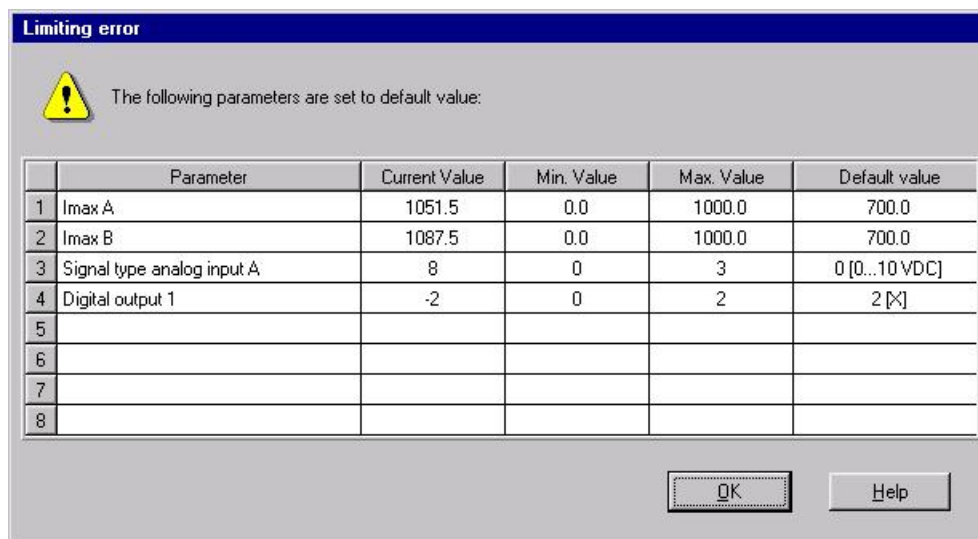 Limiting error
The following parameters are set to default value:
Parameter Current Value Min. Value Max. Value Default value
1 Imax A 1051.5 0.0 1000.0 700.0
2 Imax B 1087.5 0.0 1000.0 700.0
3 Signal type analog input A 8 0 3 0 [0...10 VDC]
4 Digital output 1 -2 0 2 2 [X]
5
6
7
8
OK Help